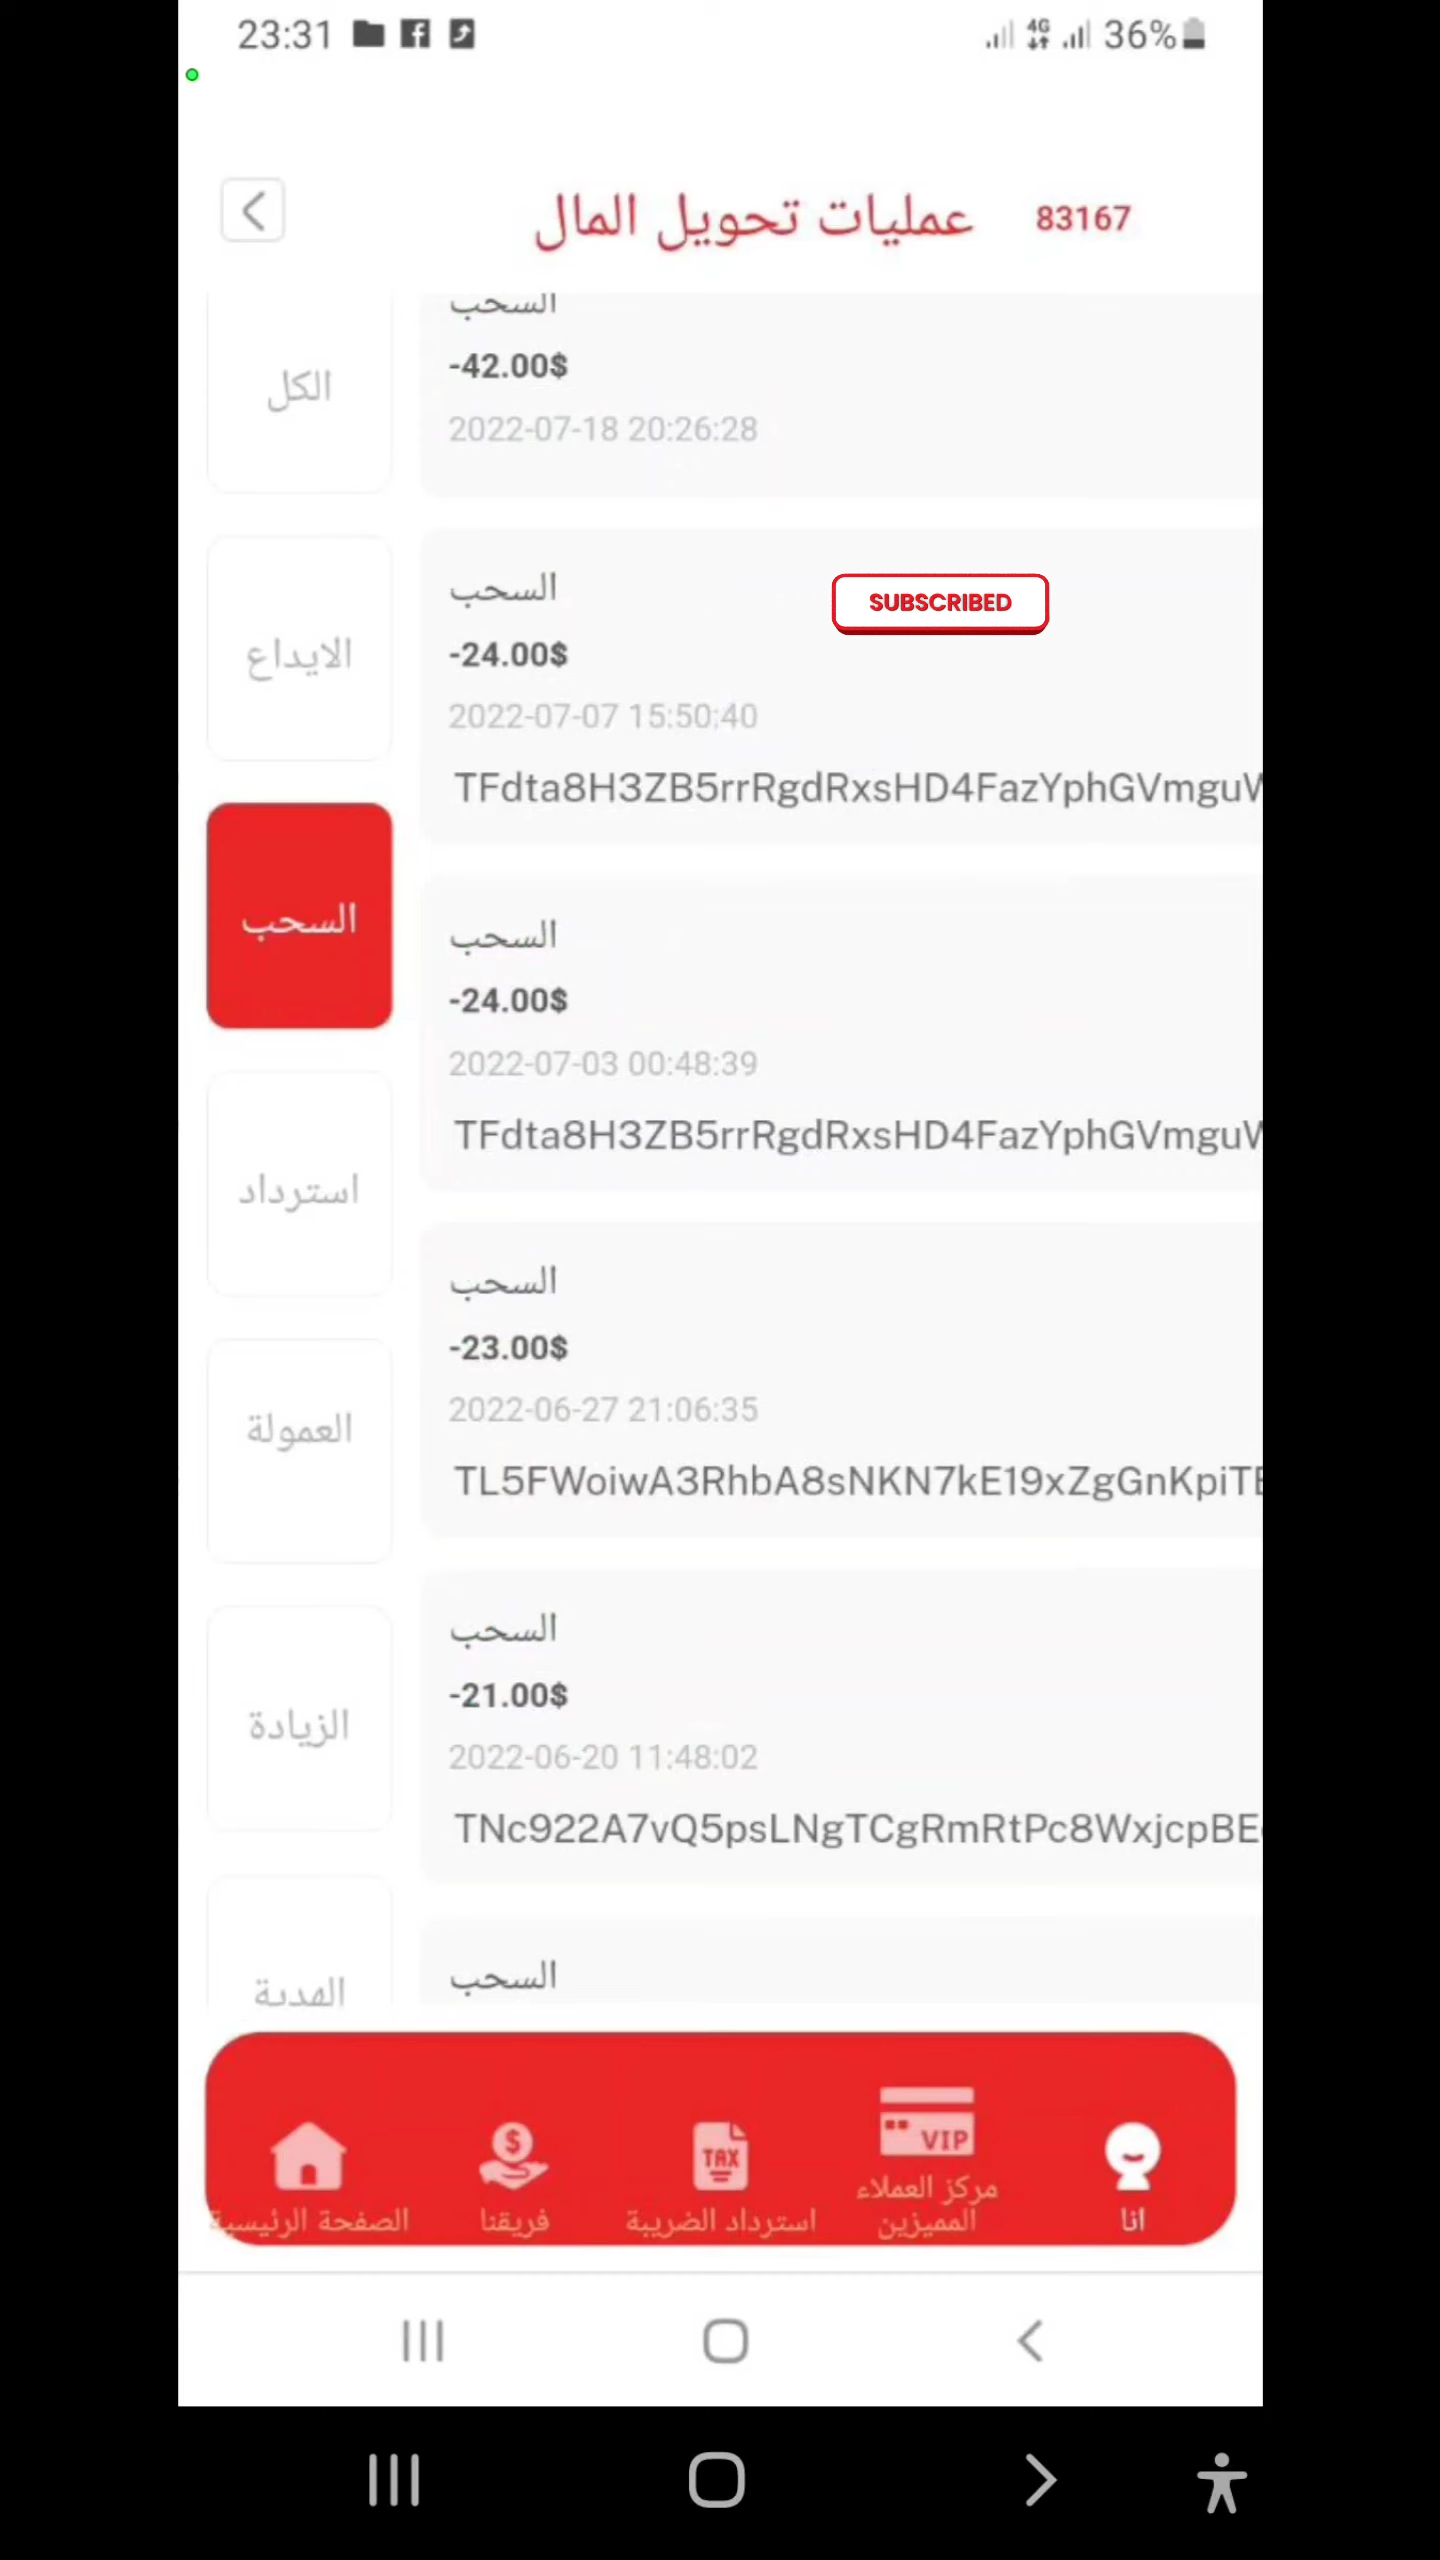 23:31
4G
36%
عمليات تحويل المال 83167
السحب
-42.00$
2022-07-18 20:26:28
الكل
السحب
SUBSCRIBED
-24.00$
2022-07-07 15:50:40
TFdta8H3ZB5rrRgdRxsHD4FazYphGVmgu
الايداع
السحب
السحب
-24.00$
2022-07-03 00:48:39
TFdta8H3ZB5rrRgdRxsHD4FazYphGVmgu
استرداد
السحب
-23.00$
2022-06-27 21:06:35
TL5FWoiwA3RhbA8sNKN7kE19xZgGnKpiT
العمولة
السحب
-21.00$
2022-06-20 11:48:02
TNc922A7vQ5psLNgTCgRmRtPc8WxjcpBE
الزيادة
السحب
الهدية
TAX
VIP
الصفحة الرئيسية
فريقنا
استرداد الضريبة
مركز العملاء
المميزين
انا